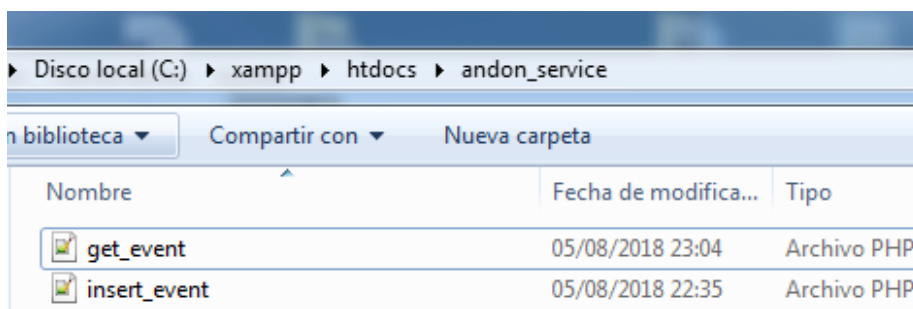 Disco local (C:) xampp htdocs andon_service
n biblioteca Compartir con Nueva carpeta
Nombre Fecha de modifica... Tipo
get_event 05/08/2018 23:04 Archivo PHP
insert_event 05/08/2018 22:35 Archivo PHP